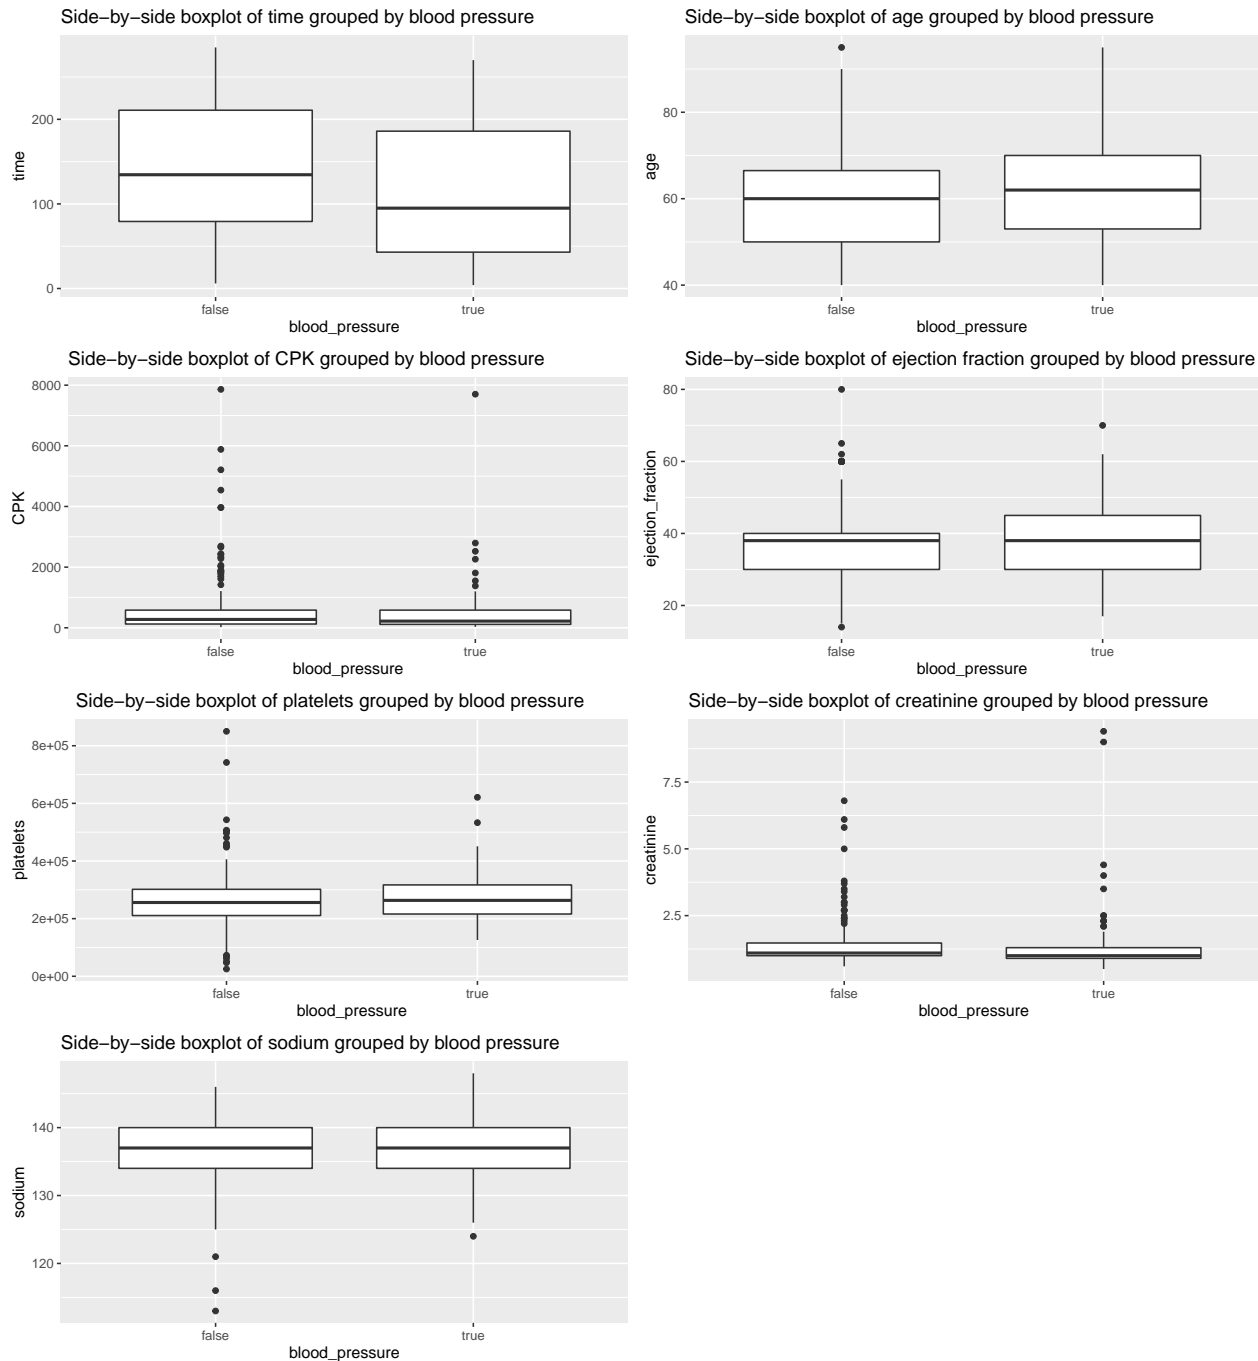 Side−by−side boxplot of time grouped by blood pressure
200
100
0
time
false
true
blood_pressure
Side−by−side boxplot of age grouped by blood pressure
80
60
40
age
false
true
blood_pressure
Side−by−side boxplot of CPK grouped by blood pressure
8000
6000
4000
2000
0
CPK
false
true
blood_pressure
Side−by−side boxplot of ejection fraction grouped by blood pressure
80
60
40
20
ejection_fraction
false
true
blood_pressure
Side−by−side boxplot of platelets grouped by blood pressure
8e+05
6e+05
4e+05
2e+05
0e+00
platelets
false
true
blood_pressure
Side−by−side boxplot of creatinine grouped by blood pressure
7.5
5.0
2.5
creatinine
false
true
blood_pressure
Side−by−side boxplot of sodium grouped by blood pressure
140
130
120
sodium
false
true
blood_pressure